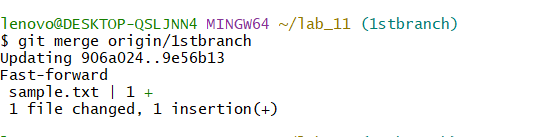 lenovo@DESKTOP-QSLJNN4 MINGW64 ~/lab_11 (1stbranch)
$ git merge origin/1stbranch
Updating 906a024..9e56b13
Fast-forward
 sample.txt | 1 +
 1 file changed, 1 insertion(+)